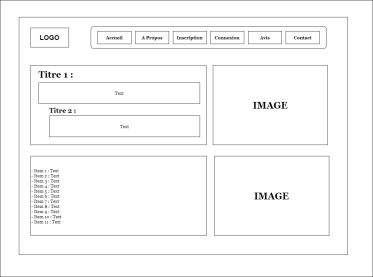 LOGO
Accueil
A Propos
Inscription
Connexion
Avis
Contact
Titre 1 :
Text
Titre 2 :
Text
IMAGE
- Item 1 : Text
- Item 2 : Text
- Item 3 : Text
- Item 4 : Text
- Item 5 : Text
- Item 6 : Text
- Item 7 : Text
- Item 8 : Text
- Item 9 : Text
- Item 10 : Text
- Item 11 : Text
IMAGE